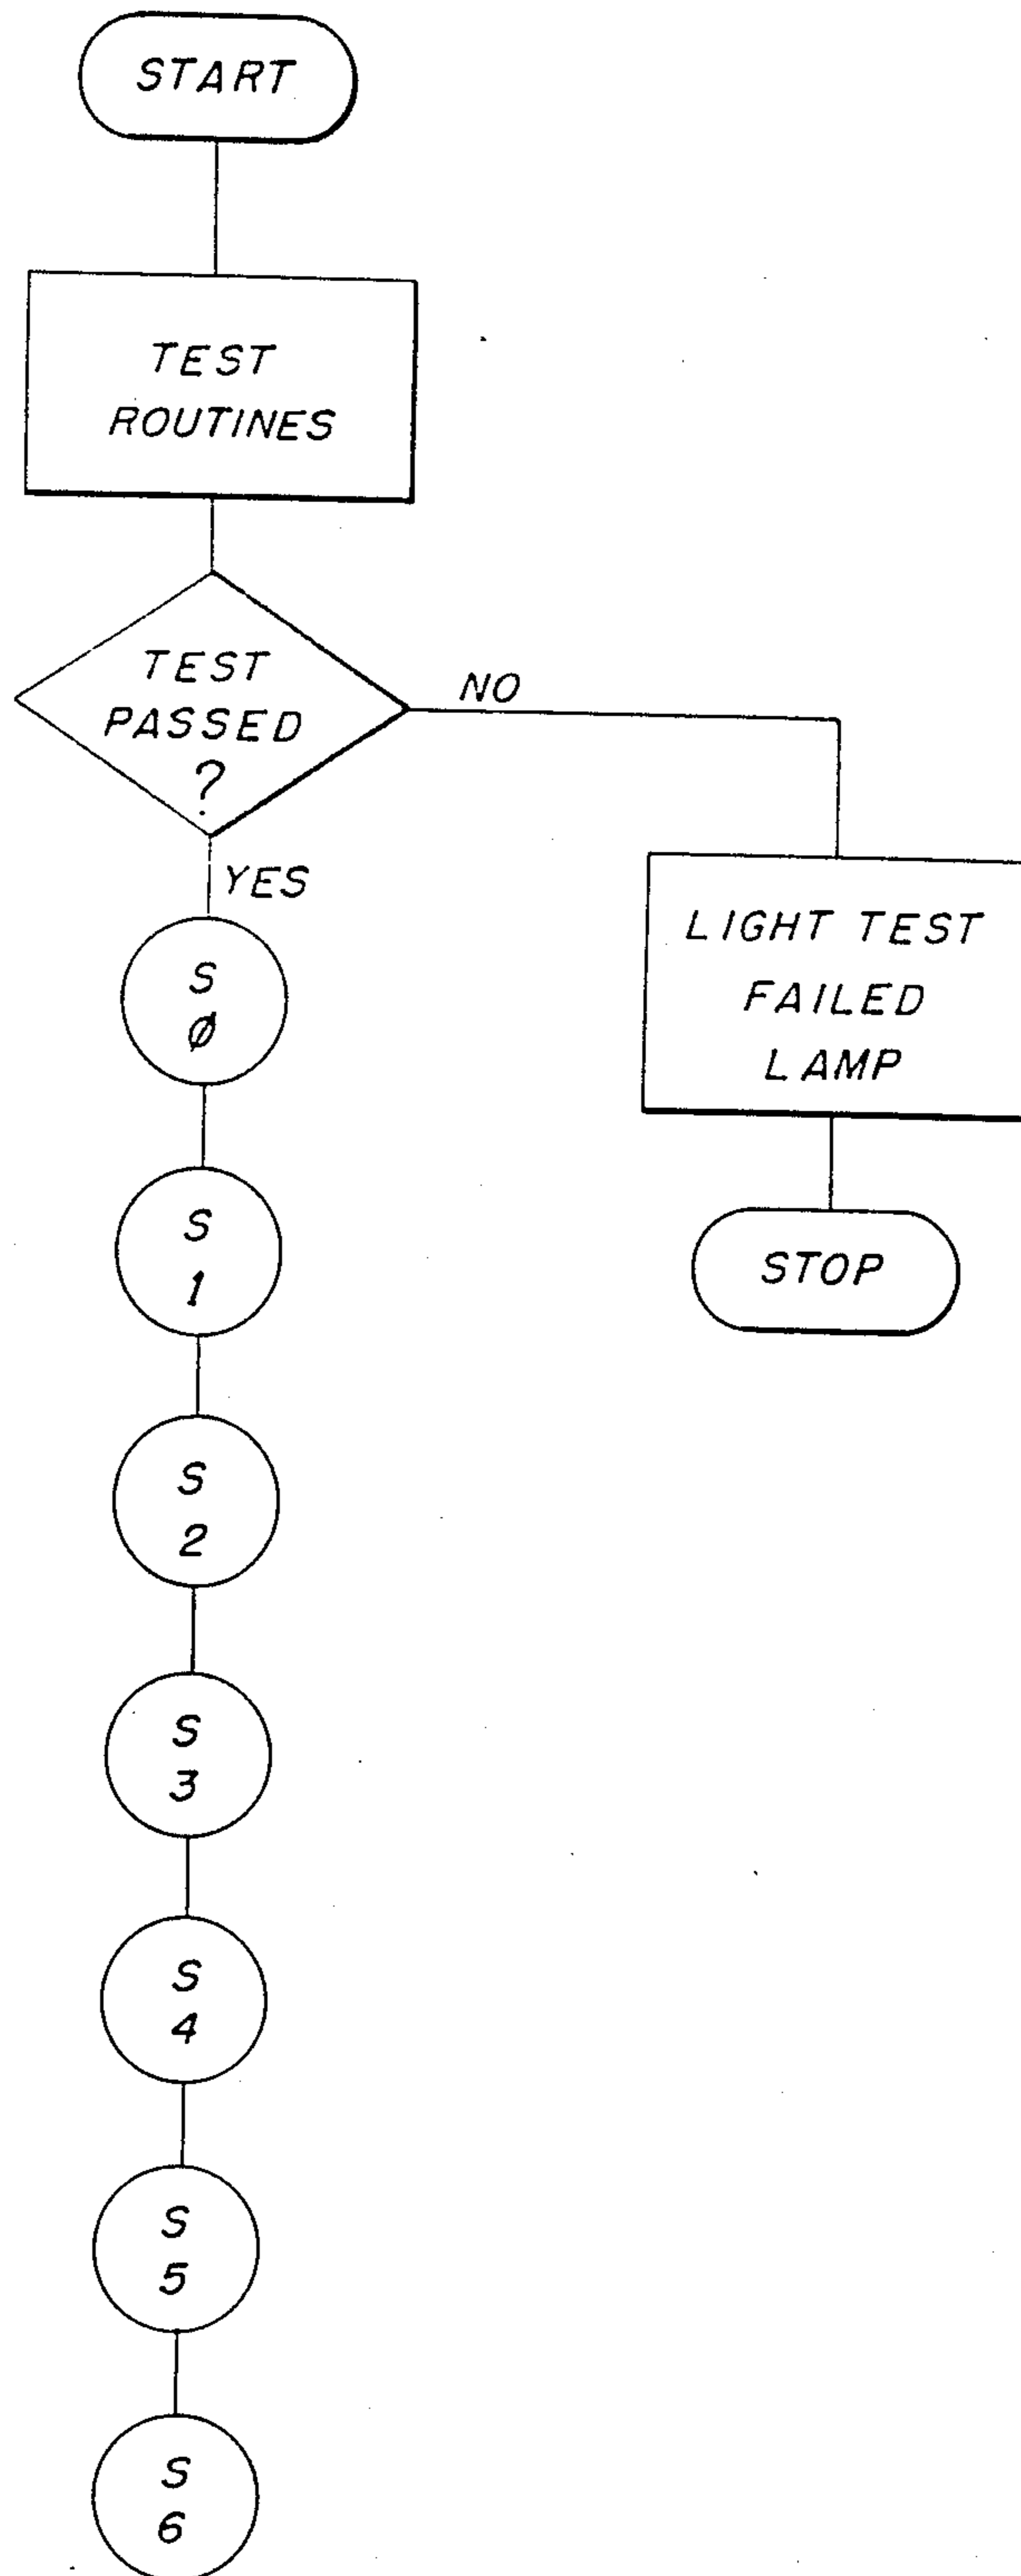 START
TEST
ROUTINES
TEST
PASSED
?
NO
YES
LIGHT TEST
FAILED
LAMP
STOP
S
Ø
S
1
S
2
S
3
S
4
S
5
S
6